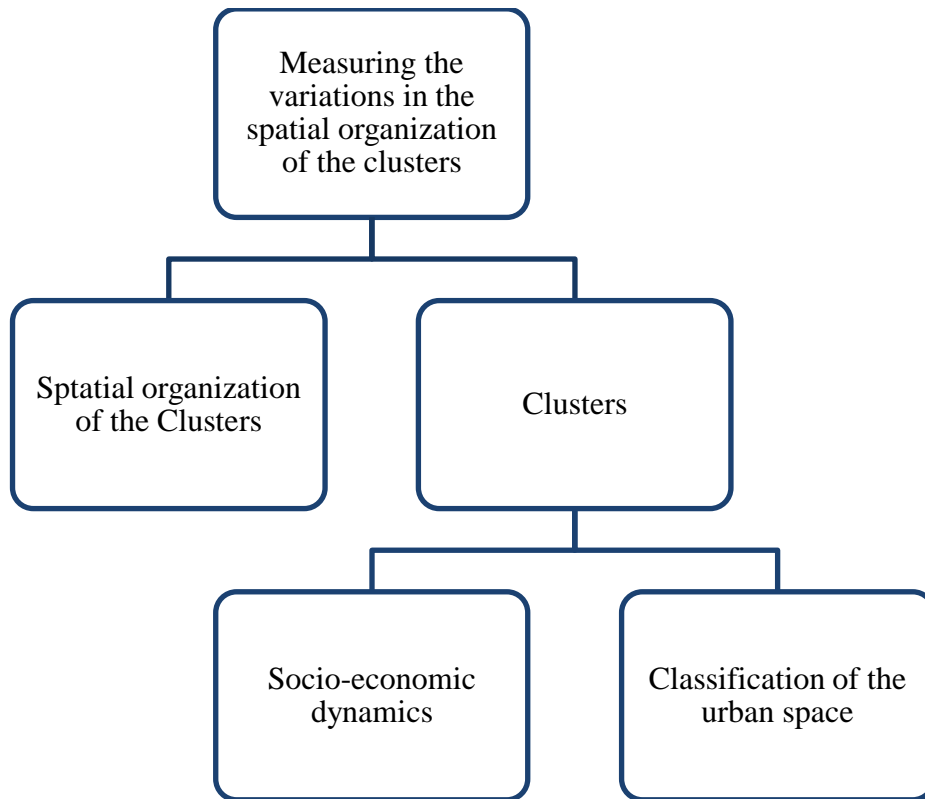 Measuring the
variations in the
spatial organization
of the clusters
Sptatial organization
of the Clusters
Clusters
Socio-economic
dynamics
Classification of the
urban space